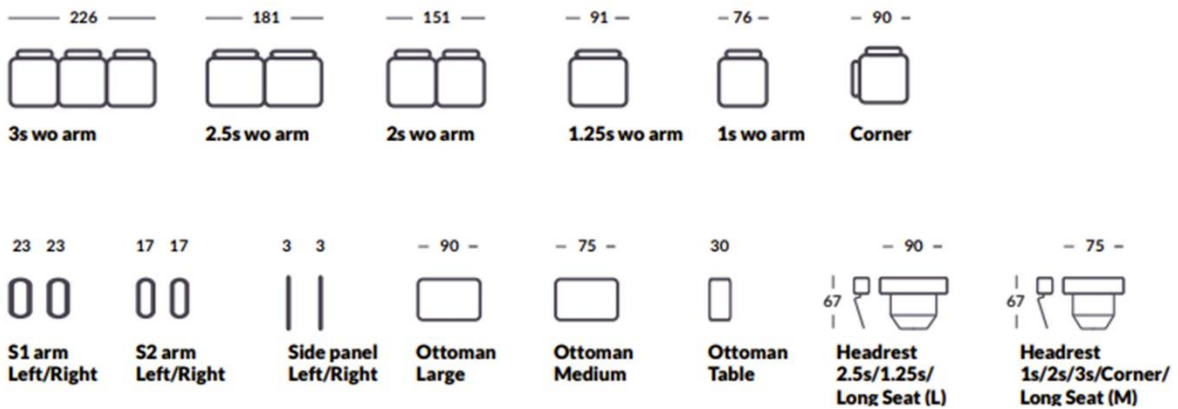 226 181 151 91 76 90
3s wo arm 2.5s wo arm 2s wo arm 1.25s wo arm 1s wo arm Corner
23 23 17 17 3 3 90 75 30 90 75
67 67
S1 arm S2 arm Side panel Ottoman Ottoman Ottoman Headrest Headrest
Left/Right Left/Right Left/Right Large Medium Table 2.5s/1.25s/ 1s/2s/3s/Corner/
Long Seat (L) Long Seat (M)